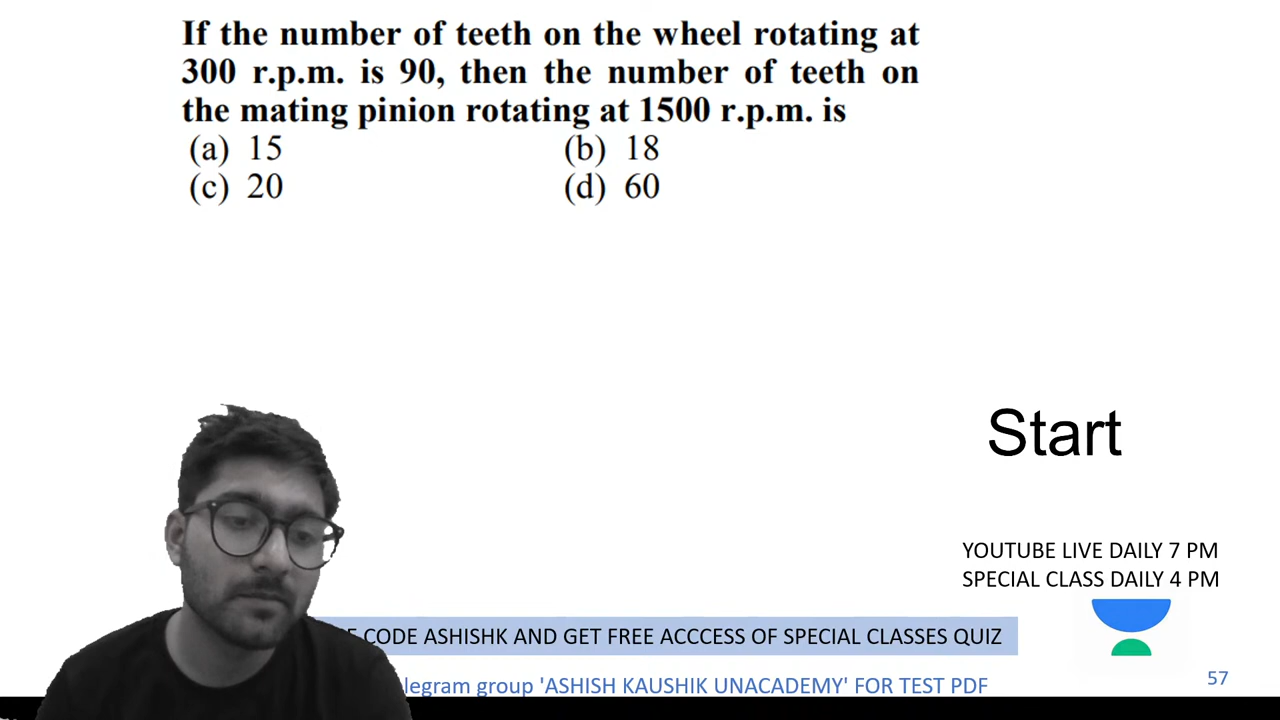 If the number of teeth on the wheel rotating at
300 r.p.m. is 90, then the number of teeth on
the mating pinion rotating at 1500 r.p.m. is
(a) 15 (b) 18
(c) 20 (d) 60
Start
YOUTUBE LIVE DAILY 7 PM
SPECIAL CLASS DAILY 4 PM
CODE ASHISHK AND GET FREE ACCCESS OF SPECIAL CLASSES QUIZ
group 'ASHISH KAUSHIK UNACADEMY' FOR TEST PDF
57